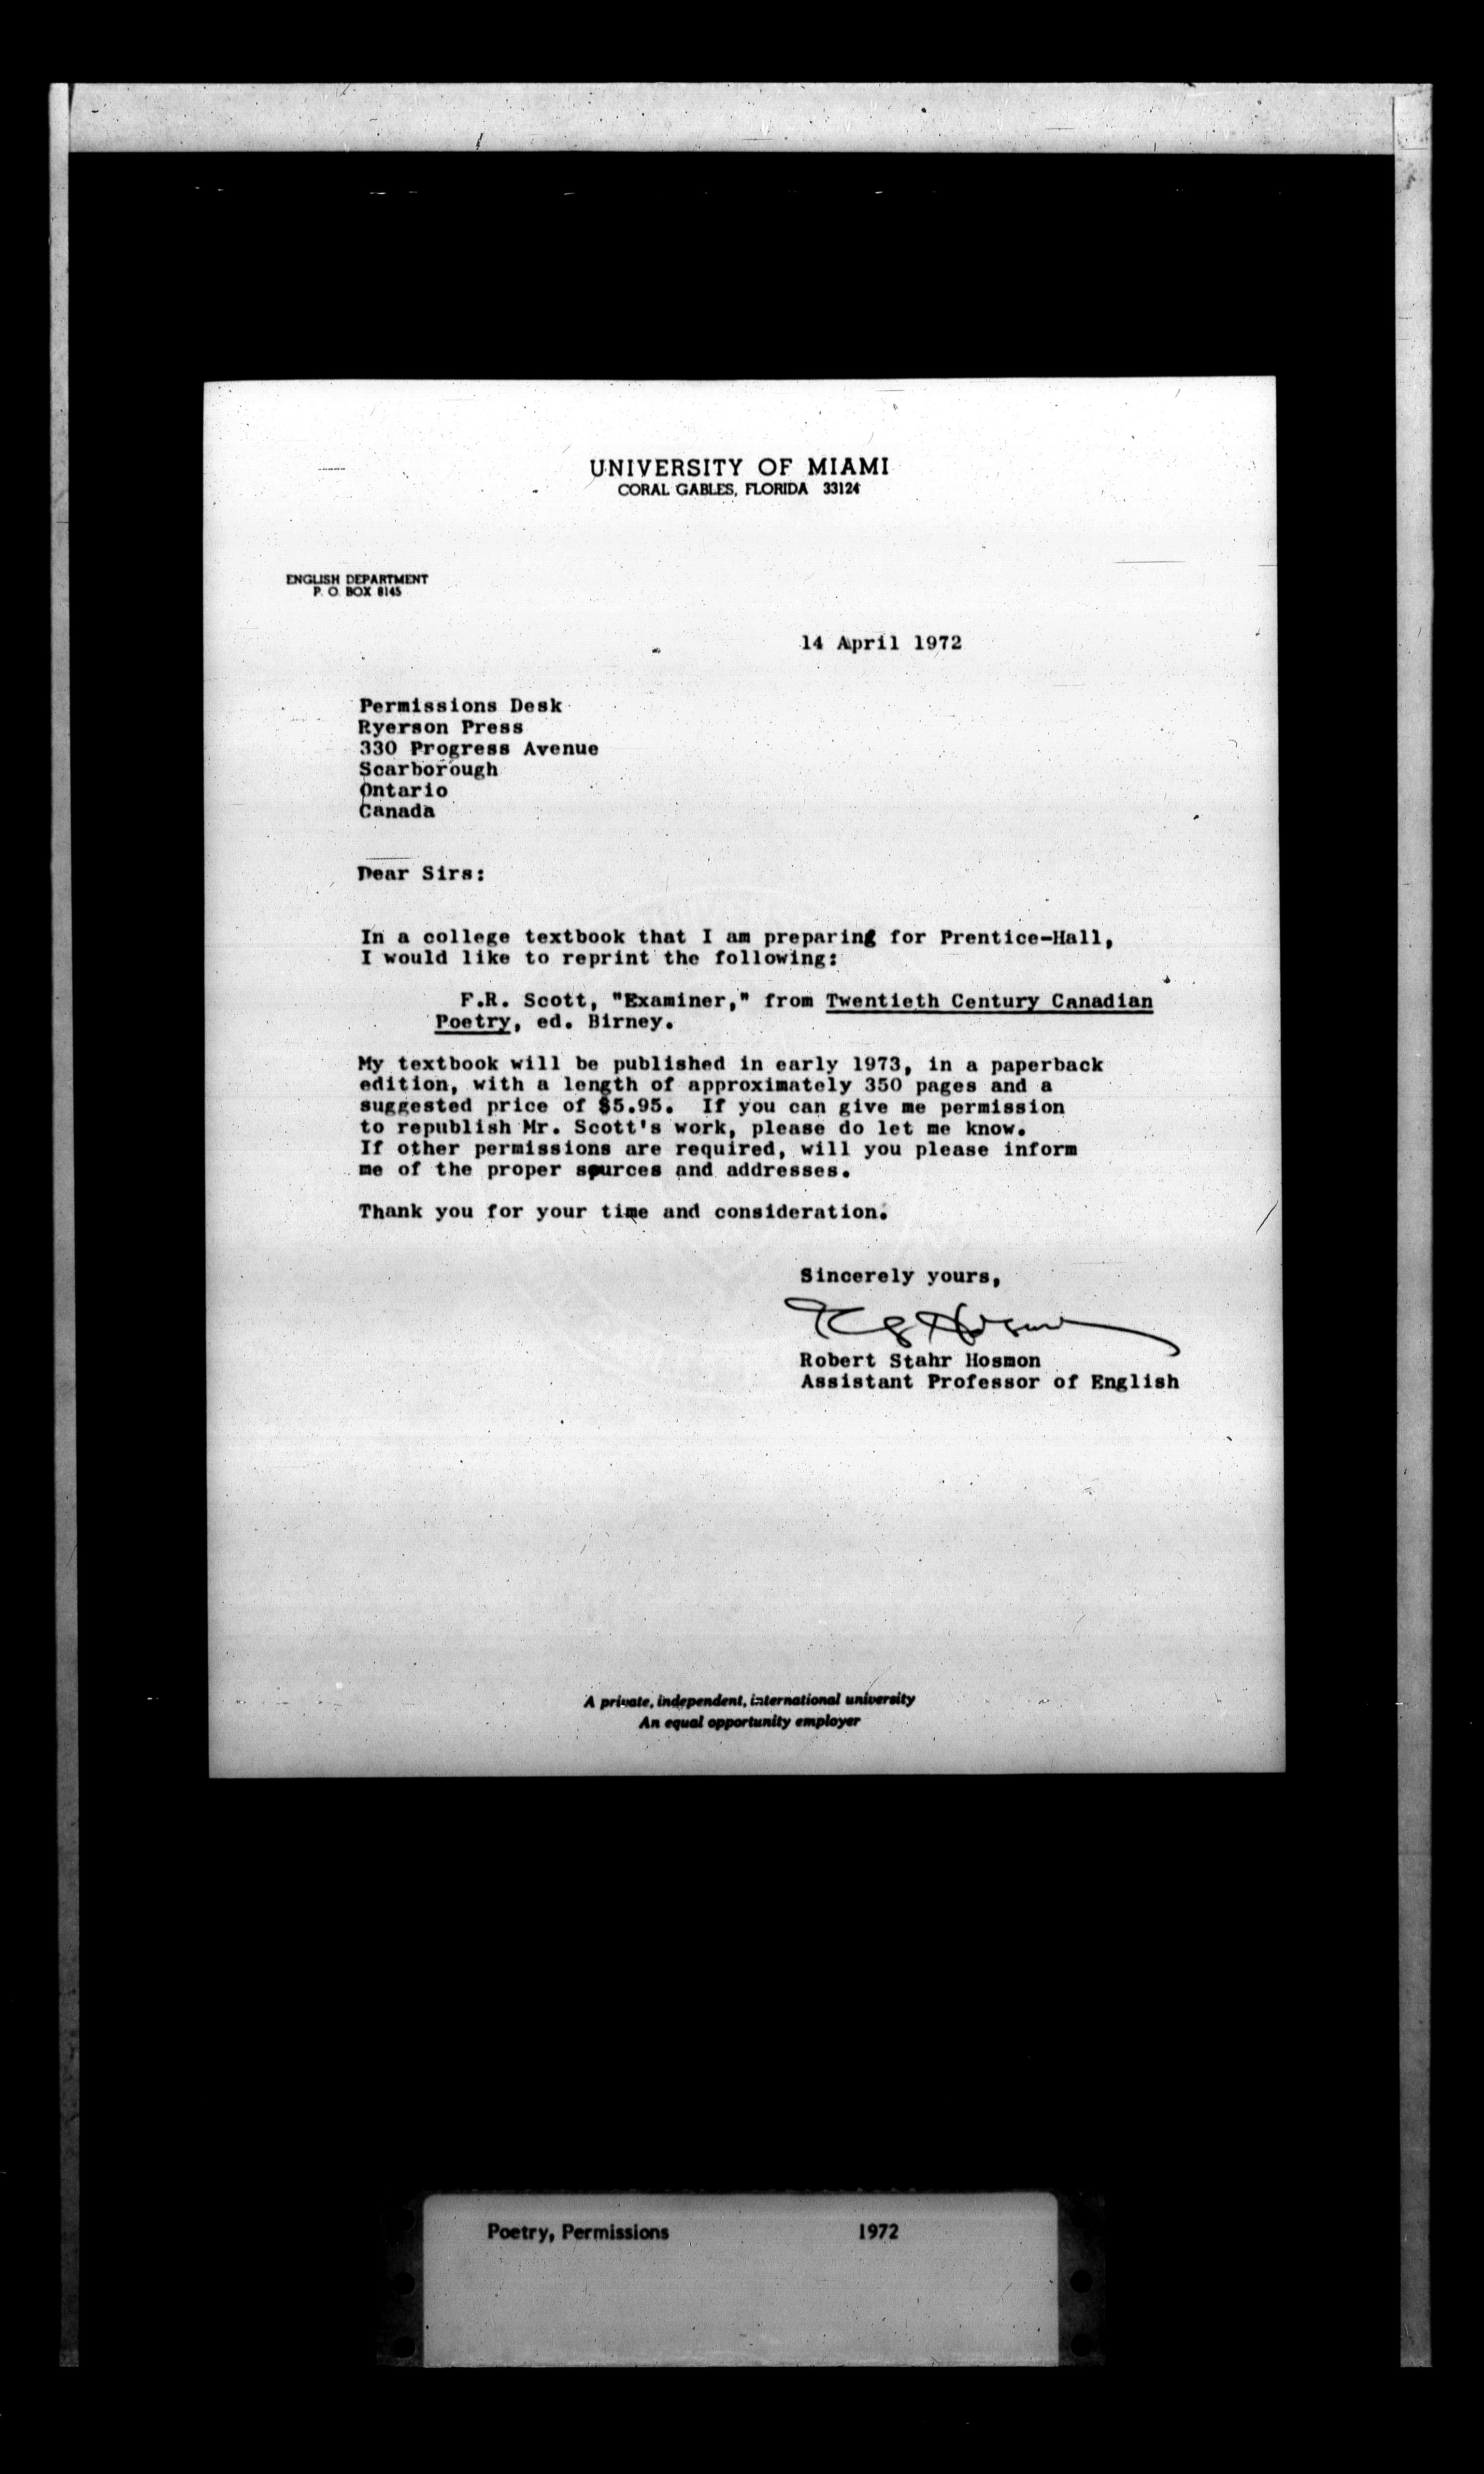 UNIVERSITY OF MIAMI
CORAL GABLES, FLORIDA 33124
ENGLISH DEPARTMENT
P. O. BOX 8145
14 April 1972
Permissions Desk
Ryerson Press
330 Progress Avenue
Scarborough
Ontario
Canada
Dear Sirs:
In a college textbook that I am preparing for Prentice-Hall,
I would like to reprint the following:
F.R. Scott, "Examiner," from Twentieth Century Canadian
Poetry, ed. Birney.
My textbook will be published in early 1973, in a paperback
edition, with a length of approximately 350 pages and a
suggested price of $5.95. If you can give me permission
to republish Mr. Scott's work, please do let me know.
If other permissions are required, will you please inform
me of the proper sources and addresses.
Thank you for your time and consideration.
Sincerely yours,
Robert Stahr Hosmon
Assistant Professor of English
A private, independent, international university
An equal opportunity employer
Poetry, Permissions 1972